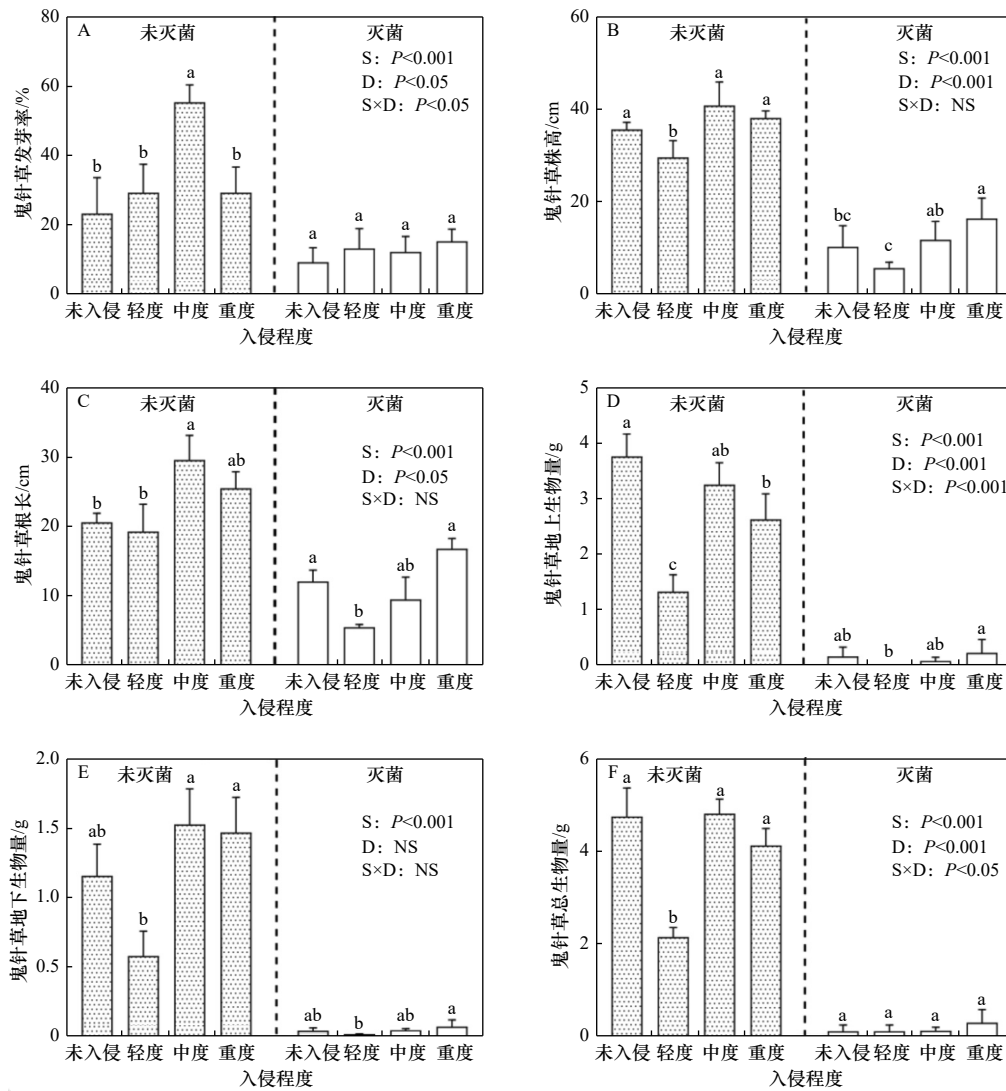 A
未灭菌
灭菌
S：P<0.001
D：P<0.05
S×D：P<0.05
鬼针草发芽率/%
80
60
40
20
0
b
b
a
b
a
a
a
a
未入侵 轻度 中度 重度 未入侵 轻度 中度 重度
入侵程度
B
未灭菌
灭菌
S：P<0.001
D：P<0.001
S×D：NS
鬼针草株高/cm
60
40
20
0
a
b
a
a
bc
c
ab
a
未入侵 轻度 中度 重度 未入侵 轻度 中度 重度
入侵程度
C
未灭菌
灭菌
S：P<0.001
D：P<0.05
S×D：NS
鬼针草根长/cm
40
30
20
10
0
b
b
a
ab
a
b
ab
a
未入侵 轻度 中度 重度 未入侵 轻度 中度 重度
入侵程度
D
未灭菌
灭菌
S：P<0.001
D：P<0.001
S×D：P<0.001
鬼针草地上生物量/g
5
4
3
2
1
0
a
c
ab
b
ab
b
ab
a
未入侵 轻度 中度 重度 未入侵 轻度 中度 重度
入侵程度
E
未灭菌
灭菌
S：P<0.001
D：NS
S×D：NS
鬼针草地下生物量/g
2.0
1.5
1.0
0.5
0
ab
b
a
a
ab
b
ab
a
未入侵 轻度 中度 重度 未入侵 轻度 中度 重度
入侵程度
F
未灭菌
灭菌
S：P<0.001
D：P<0.001
S×D：P<0.05
鬼针草总生物量/g
6
4
2
0
a
b
a
a
a
a
a
a
未入侵 轻度 中度 重度 未入侵 轻度 中度 重度
入侵程度